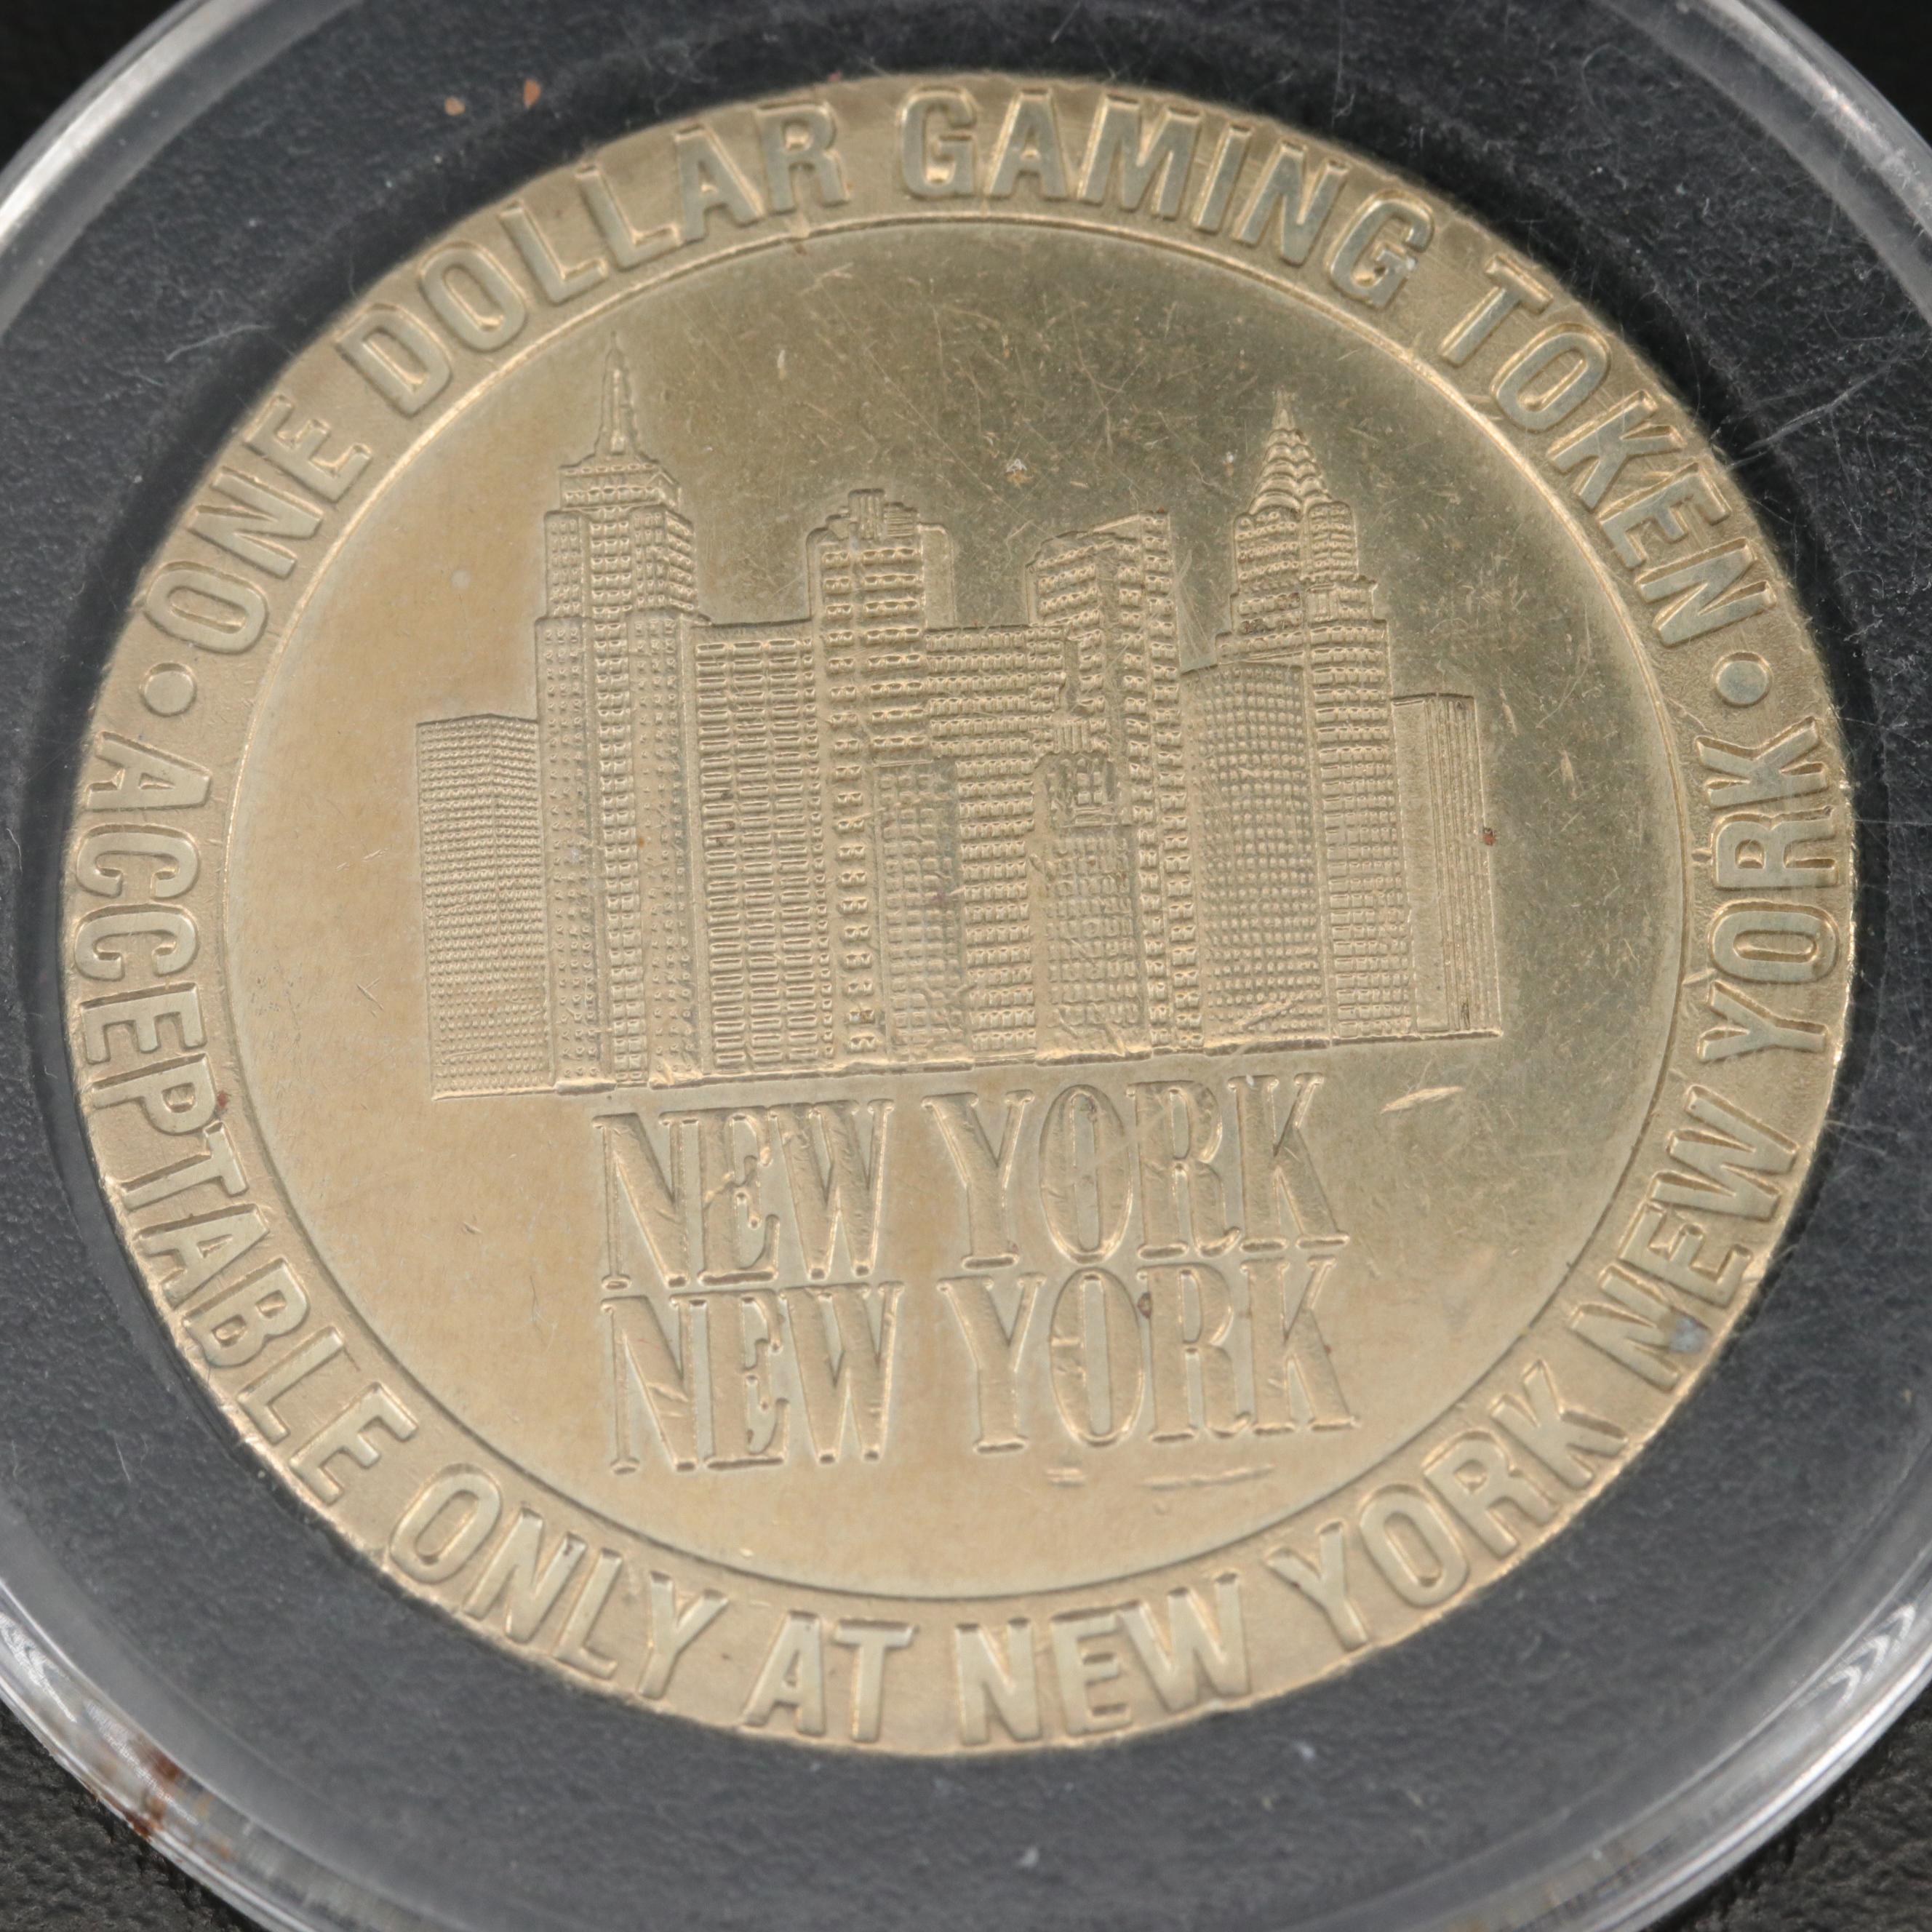 • ONE DOLLAR GAMING TOKEN •
ACCEPTABLE ONLY AT NEW YORK NEW YORK
NEW YORK
NEW YORK